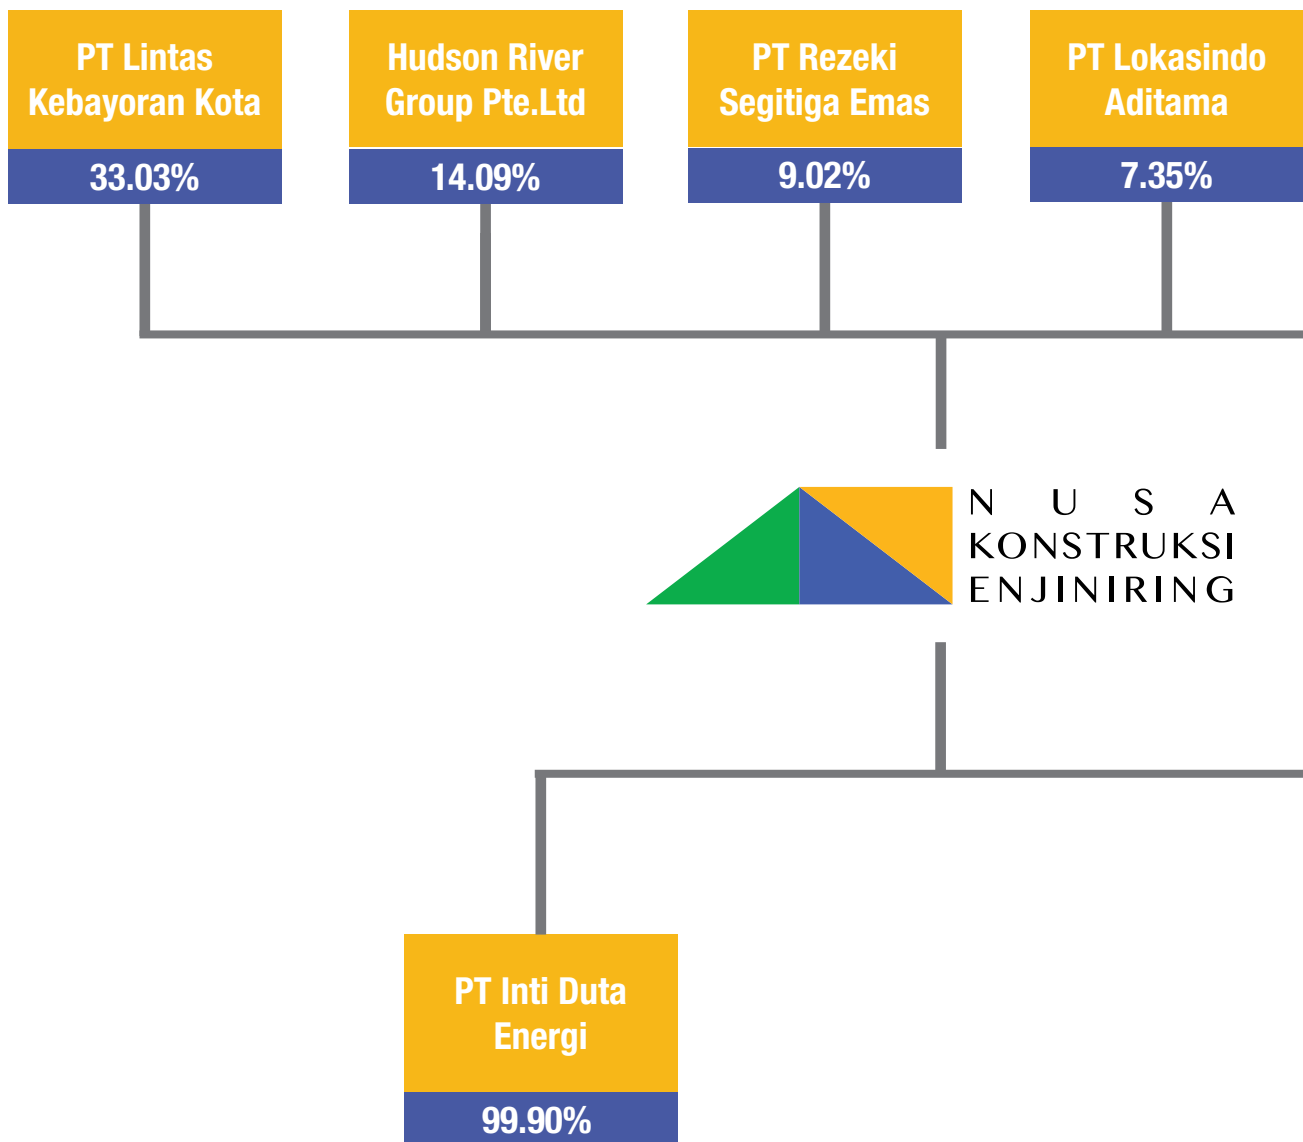 PT Lintas
Kebayoran Kota
33.03%
Hudson River
Group Pte.Ltd
14.09%
PT Rezeki
Segitiga Emas
9.02%
PT Lokasindo
Aditama
7.35%
NUSA
KONSTRUKSI
ENJINIRING
PT Inti Duta
Energi
99.90%